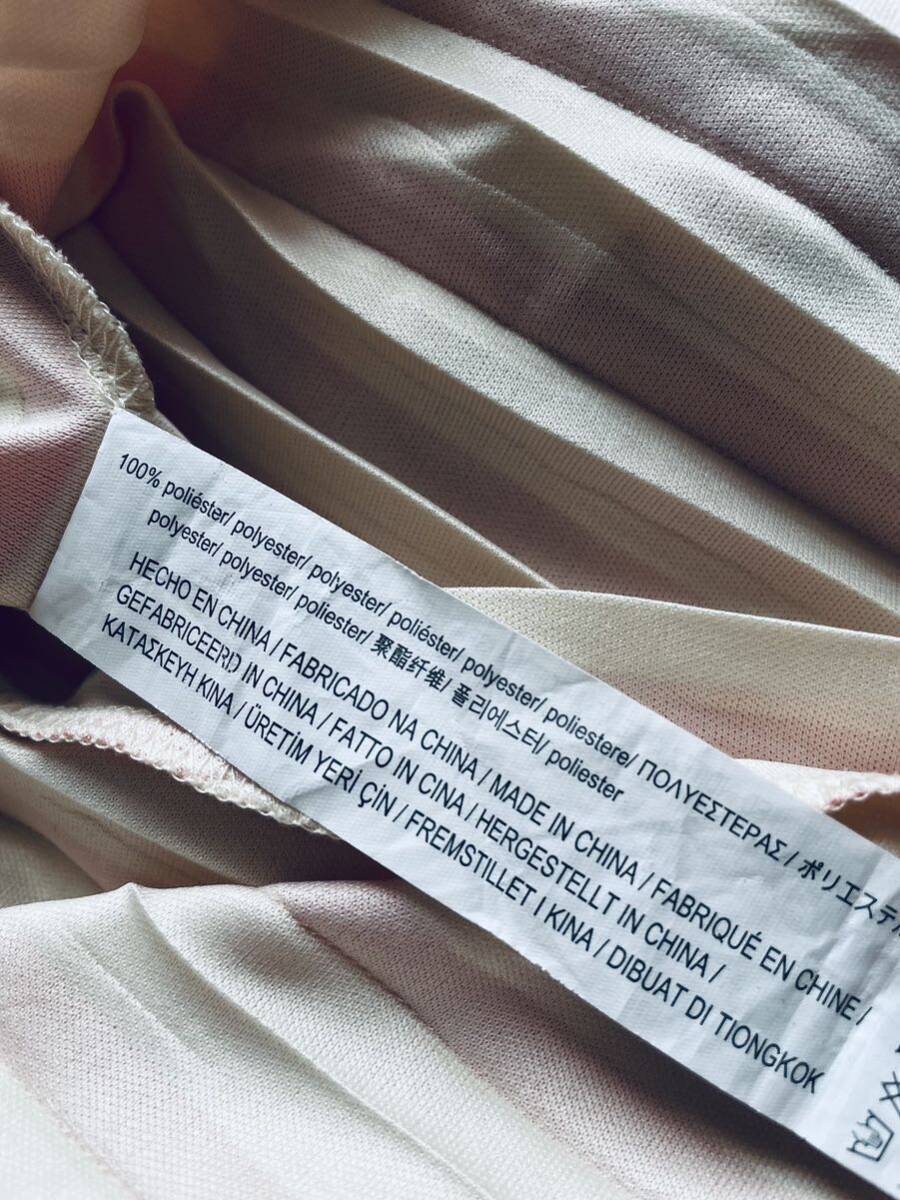 100% poliéster/ polyester/ polyester/ poliéster/ polyester/ poliestere/ ΠΟΛΥΕΣΤΕΡΑΣ / ポリエステル
polyester/ polyester/ poliester/ 聚酯纤维/ 폴리에스터/ poliester
HECHO EN CHINA / FABRICADO NA CHINA / MADE IN CHINA / FABRIQUÉ EN CHINE /
GEFABRICEERD IN CHINA / FATTO IN CINA / HERGESTELLT IN CHINA /
ΚΑΤΑΣΚΕΥΗ ΚΙΝΑ / ÜRETİM YERİ ÇİN / FREMSTILLET I KINA / DIBUAT DI TIONGKOK